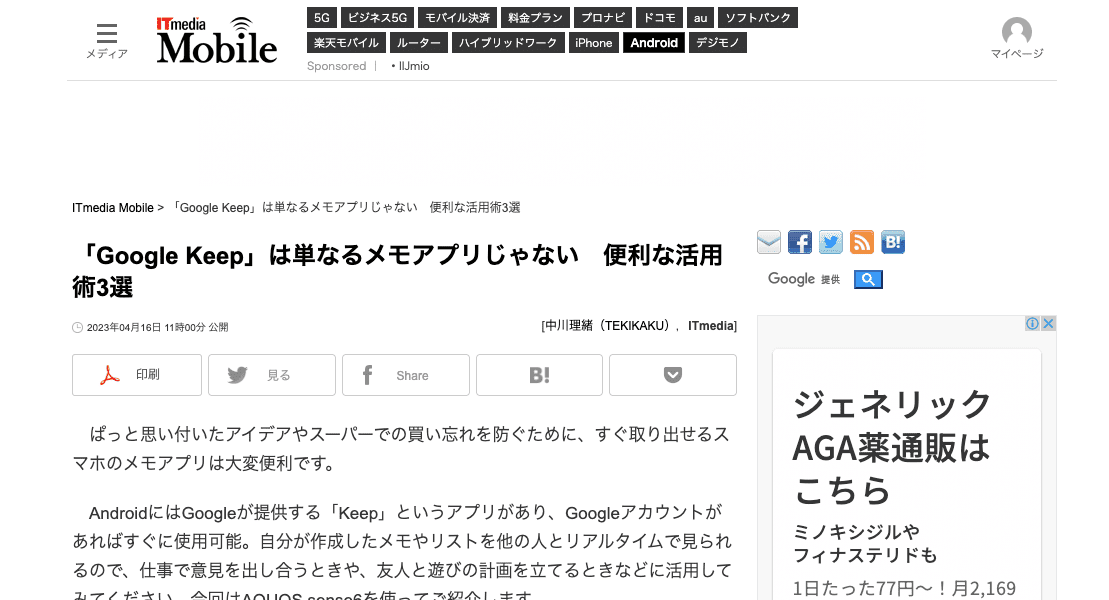 メディア
ITmedia
Mobile
5G ビジネス5G モバイル決済 料金プラン プロナビ ドコモ au ソフトバンク
楽天モバイル ルーター ハイブリッドワーク iPhone Android デジモノ
Sponsored | ・IIJmio
マイページ
ITmedia Mobile > 「Google Keep」は単なるメモアプリじゃない 便利な活用術3選
「Google Keep」は単なるメモアプリじゃない 便利な活用
術3選
2023年04月16日 11時00分 公開
[中川理緒（TEKIKAKU）, ITmedia]
印刷 見る Share B!
ぱっと思い付いたアイデアやスーパーでの買い忘れを防ぐために、すぐ取り出せるス
マホのメモアプリは大変便利です。
AndroidにはGoogleが提供する「Keep」というアプリがあり、Googleアカウントが
あればすぐに使用可能。自分が作成したメモやリストを他の人とリアルタイムで見られ
るので、仕事で意見を出し合うときや、友人と遊びの計画を立てるときなどに活用して
みてください。今回はAQUOS sense6を使ってご紹介します。
B!
Google 提供
ジェネリック
AGA薬通販は
こちら
ミノキシジルや
フィナステリドも
1日たった77円〜！月2,169